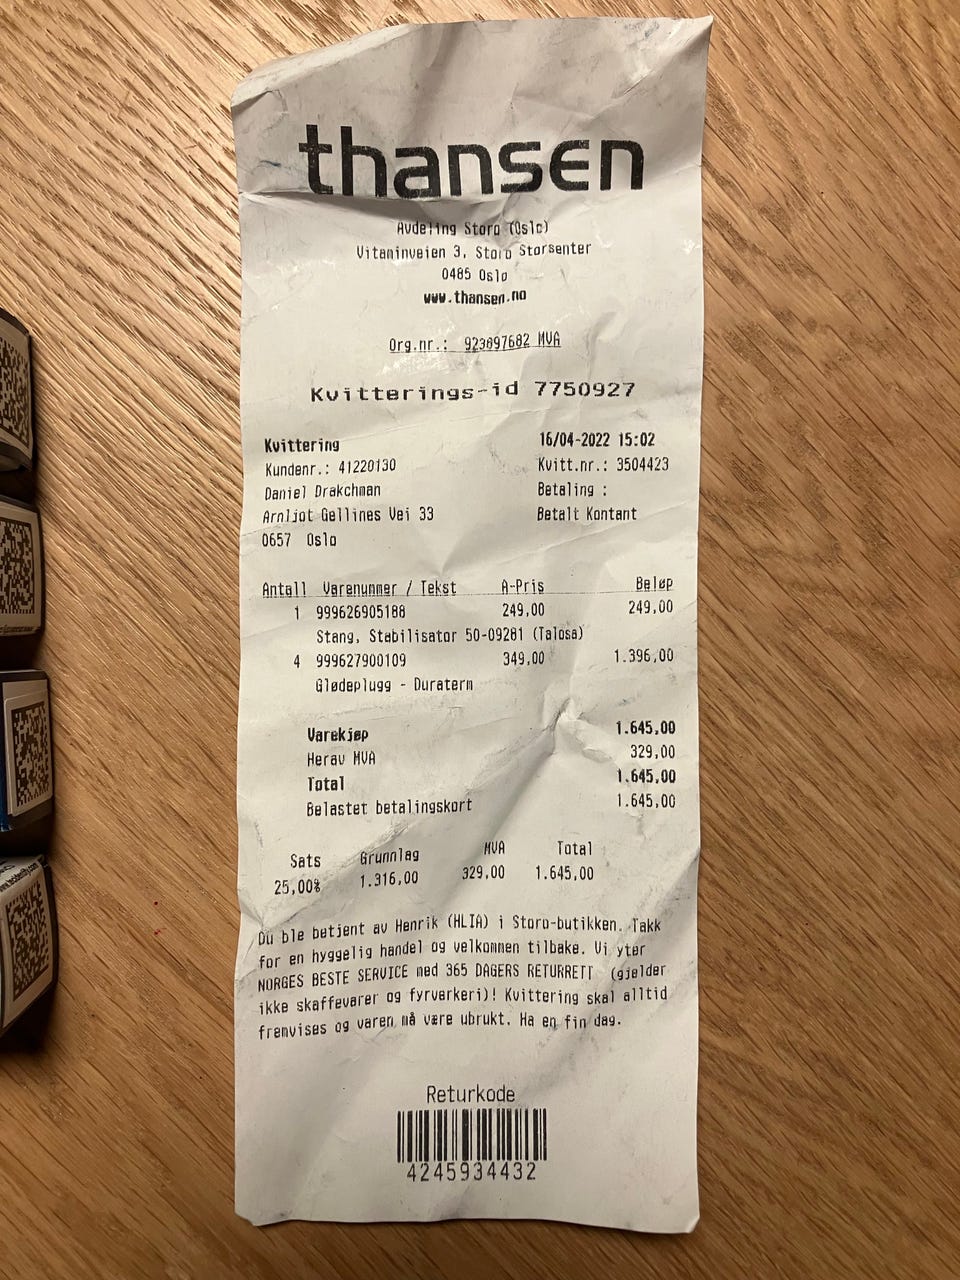 thansen
Avdeling Storo (Oslo)
Vitaminveien 3, Storo Storsenter
0485 Oslo
www.thansen.no
Org.nr.: 923897682 MVA
Kvitterings-id 7750927
Kvittering 16/04-2022 15:02
Kundenr.: 41220130 Kvitt.nr.: 3504423
Daniel Drakchman Betaling :
Arnljot Gellines Vei 33 Betalt Kontant
0657 Oslo
Antall Varenummer / Tekst A-Pris Beløp
1 999626905188 249,00 249,00
Stang, Stabilisator 50-09281 (Talosa)
4 999627900109 349,00 1.396,00
Glødeplugg - Duraterm
Varekjøp 1.645,00
Herav MVA 329,00
Total 1.645,00
Belastet betalingskort 1.645,00
Sats Grunnlag MVA Total
25,00% 1.316,00 329,00 1.645,00
Du ble betjent av Henrik (HLIA) i Storo-butikken. Takk
for en hyggelig handel og velkommen tilbake. Vi yter
NORGES BESTE SERVICE med 365 DAGERS RETURRETT (gjelder
ikke skaffevarer og fyrverkeri)! Kvittering skal alltid
fremvises og varen må være ubrukt. Ha en fin dag.
Returkode
4245934432